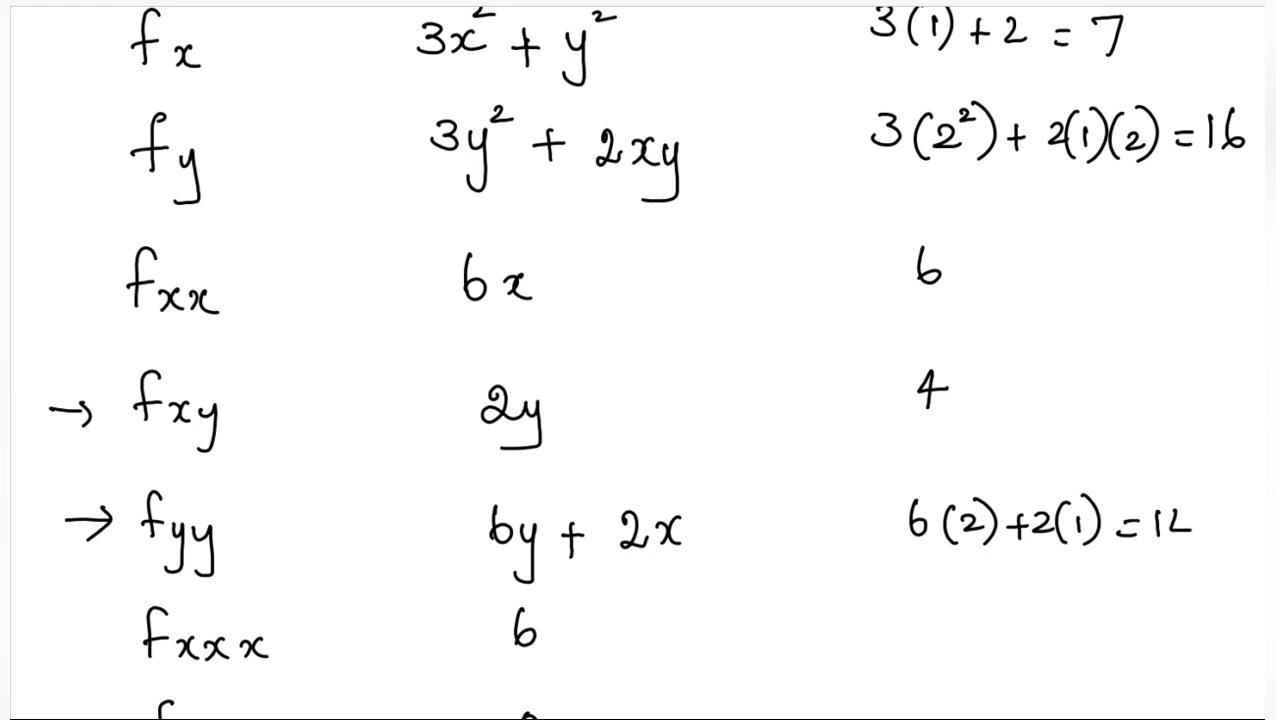 fx 3x² + y² 3(1) + 2 = 7
fy 3y² + 2xy 3(2²) + 2(1)(2) = 16
fxx 6x 6
→ fxy 2y 4
→ fyy 6y + 2x 6(2) + 2(1) = 12
fxxx 6